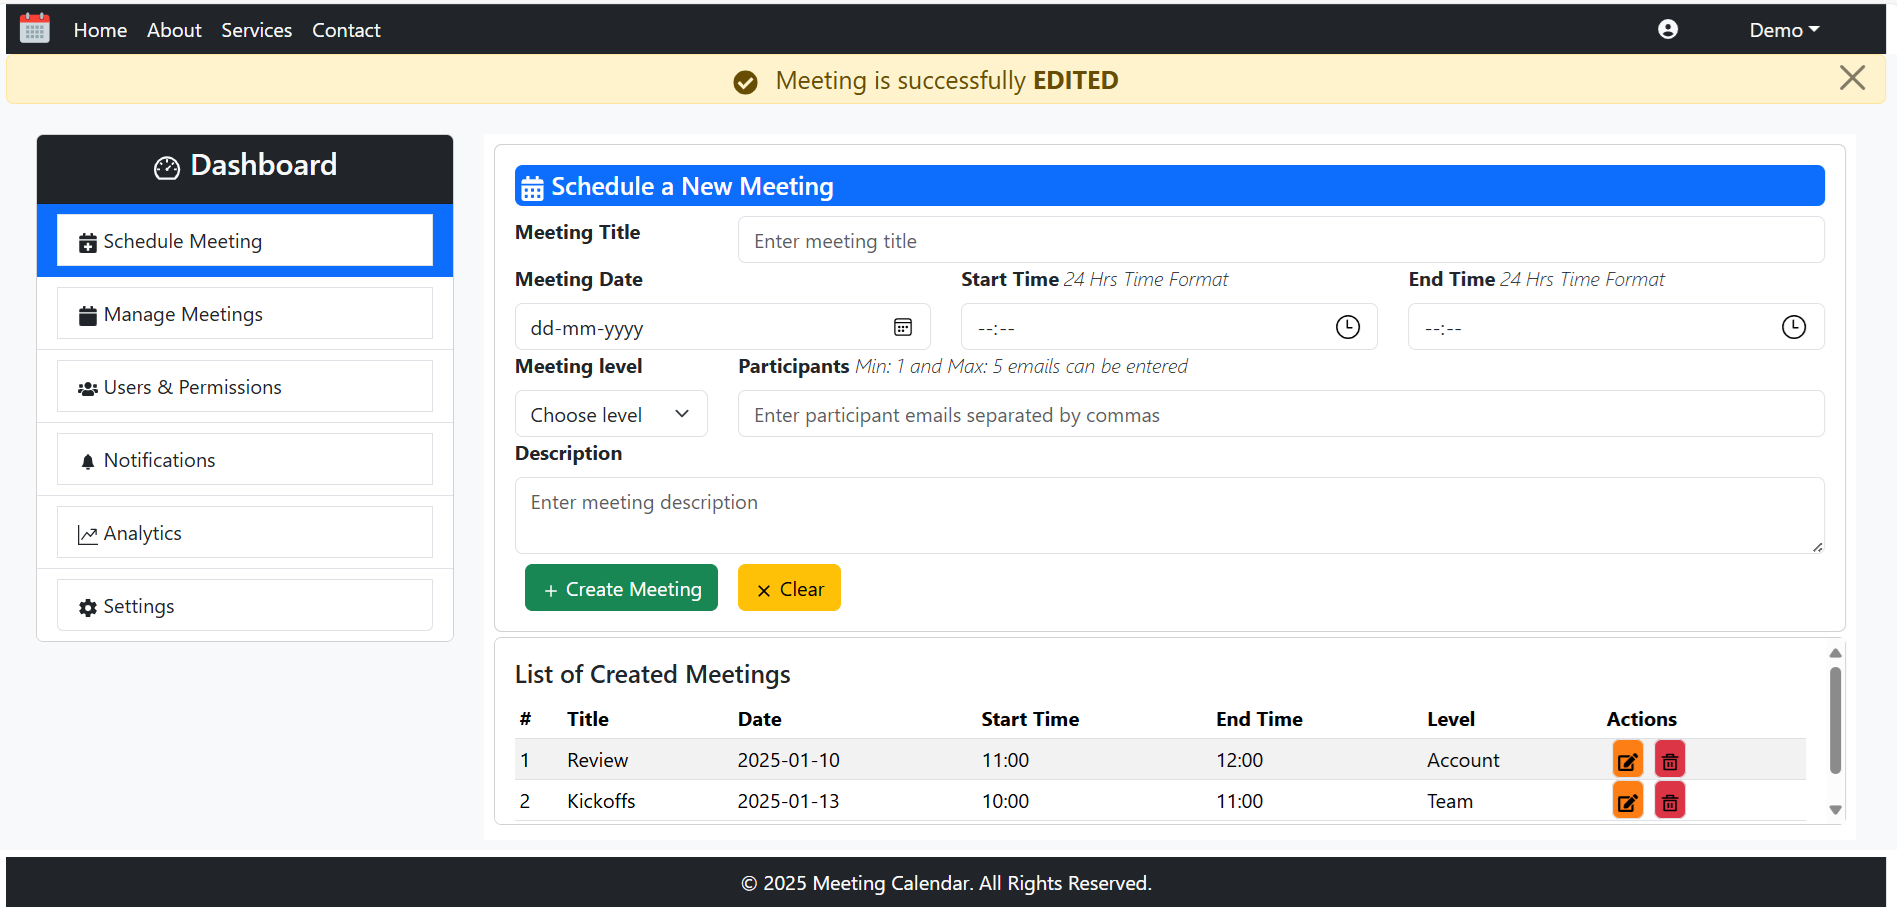 Home About Services Contact Demo
Meeting is successfully EDITED
Dashboard
Schedule Meeting
Manage Meetings
Users & Permissions
Notifications
Analytics
Settings
Schedule a New Meeting
Meeting Title
Enter meeting title
Meeting Date
dd-mm-yyyy
Start Time 24 Hrs Time Format
--:--
End Time 24 Hrs Time Format
--:--
Meeting level
Choose level
Participants Min: 1 and Max: 5 emails can be entered
Enter participant emails separated by commas
Description
Enter meeting description
+ Create Meeting
× Clear
List of Created Meetings
# Title Date Start Time End Time Level Actions
1 Review 2025-01-10 11:00 12:00 Account
2 Kickoffs 2025-01-13 10:00 11:00 Team
© 2025 Meeting Calendar. All Rights Reserved.